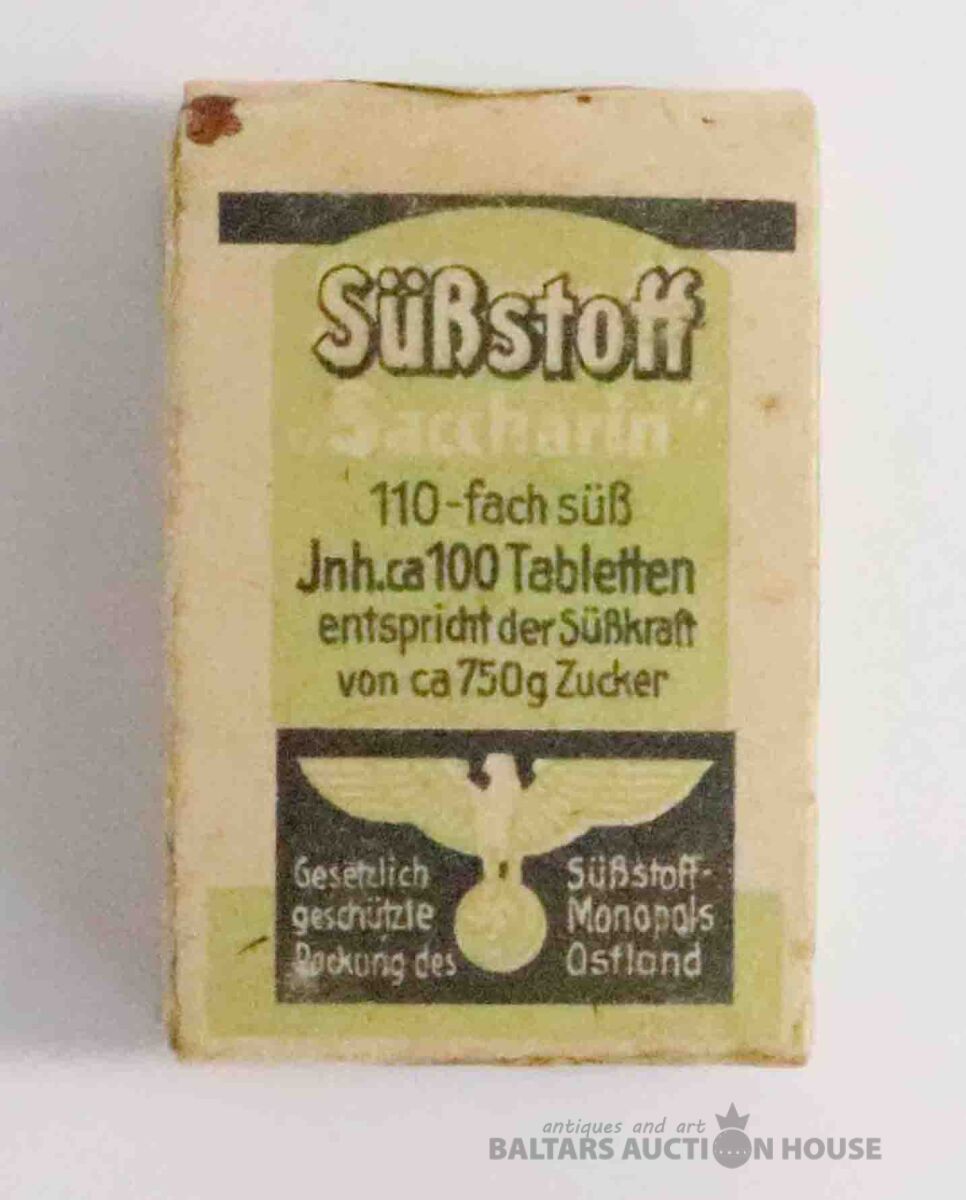 Süßstoff
„Saccharin"
110-fach süß
Jnh.ca 100 Tabletten
entspricht der Süßkraft
von ca 750g Zucker
Gesetzlich
geschützte
Packung des
Süßstoff-
Monopols
Ostland
antiques and art
BALTARS AUCTION HOUSE